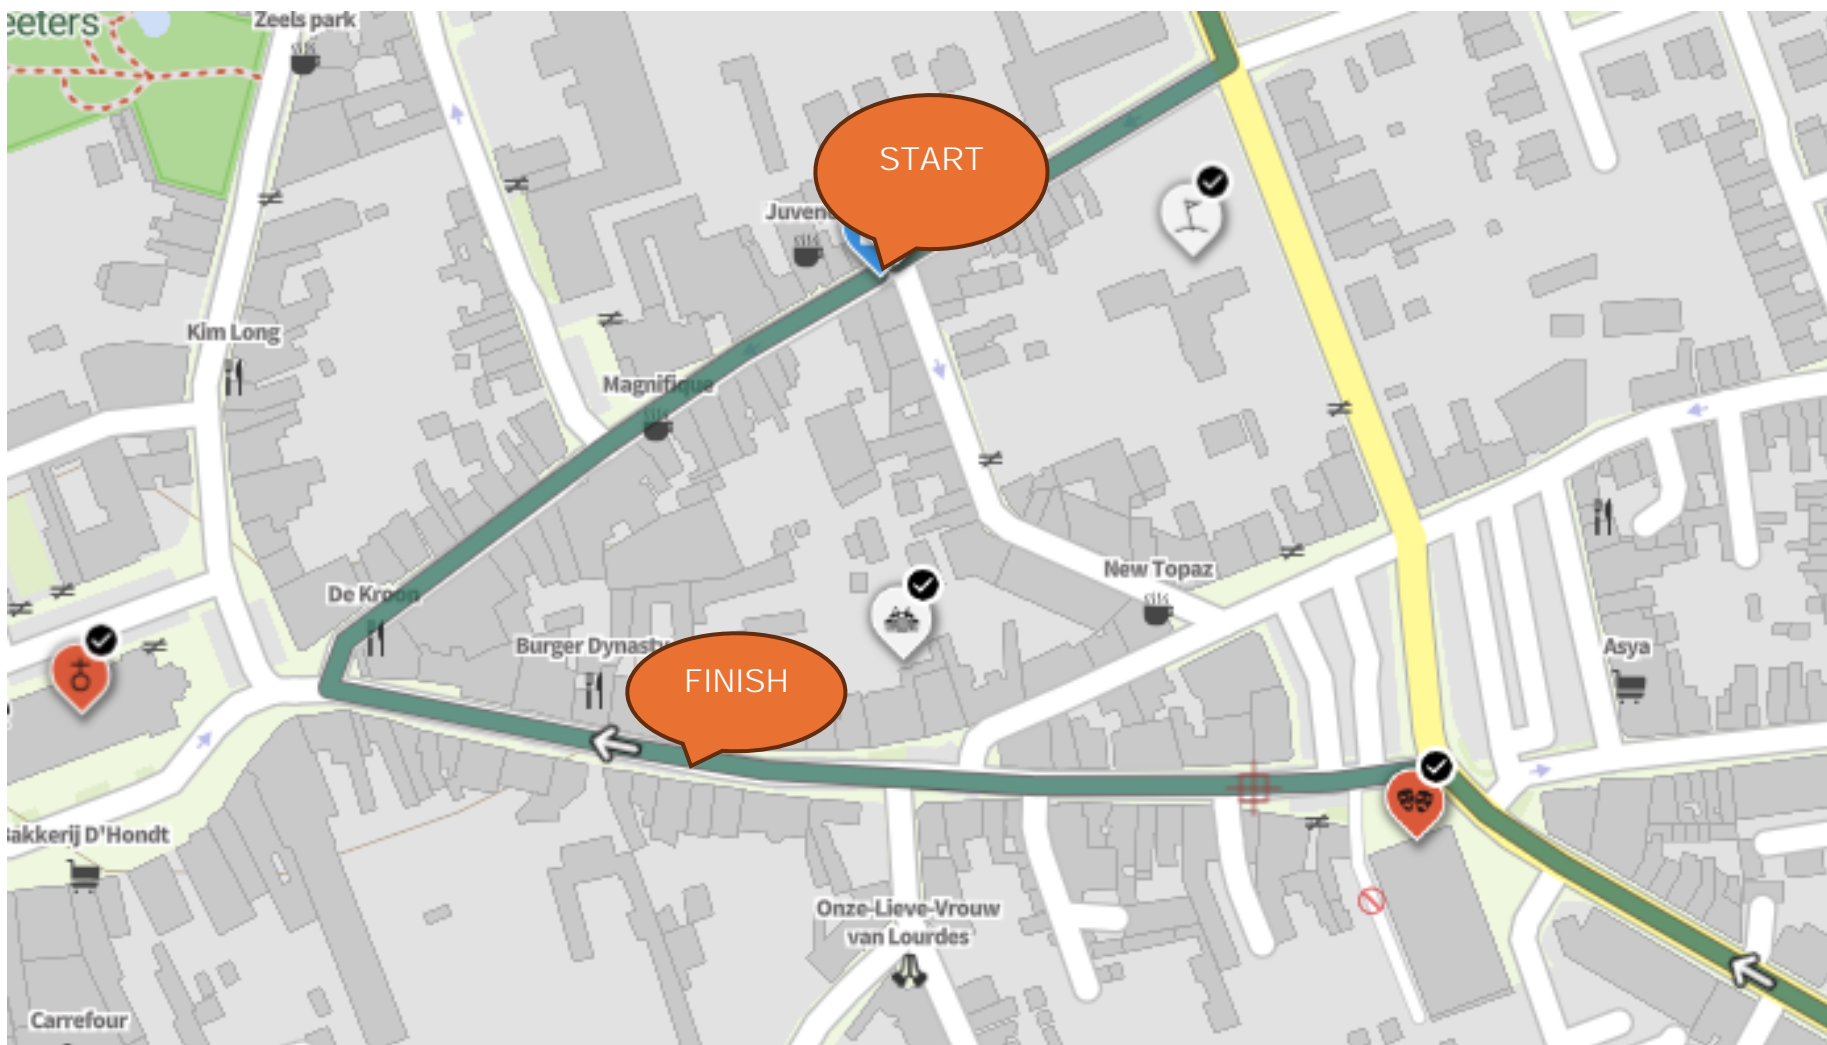 eeters
Zeels park
START
Juven
Kim Long
Magnifique
New Topaz
De Kroon
Burger Dynasty
Asya
FINISH
Bakkerij D'Hondt
Onze-Lieve-Vrouw
van Lourdes
Carrefour